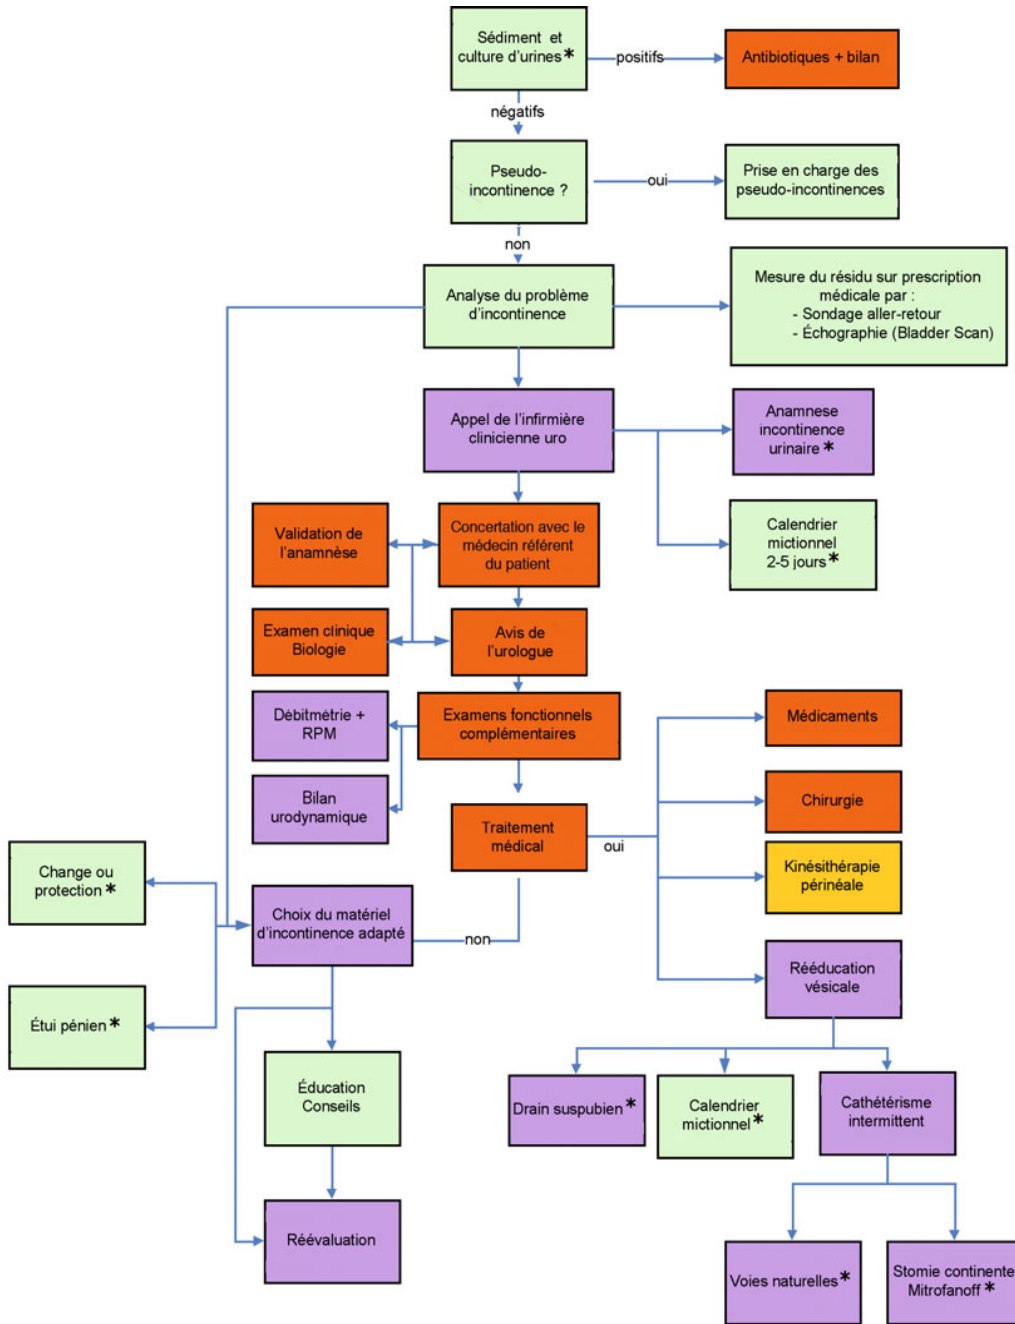 Sédiment et
culture d'urines *
positifs
Antibiotiques + bilan
négatifs
Pseudo-
incontinence ?
oui
Prise en charge des
pseudo-incontinences
non
Analyse du problème
d'incontinence
Mesure du résidu sur prescription
médicale par :
- Sondage aller-retour
- Échographie (Bladder Scan)
Appel de l'infirmière
clinicienne uro
Anamnese
incontinence
urinaire *
Calendrier
mictionnel
2-5 jours *
Validation de
l'anamnèse
Concertation avec le
médecin référent
du patient
Examen clinique
Biologie
Avis de
l'urologue
Débitmétrie +
RPM
Examens fonctionnels
complémentaires
Bilan
urodynamique
Traitement
médical
oui
Médicaments
Chirurgie
Kinésithérapie
périnéale
Rééducation
vésicale
Change ou
protection *
Choix du matériel
d'incontinence adapté
non
Étui pénien *
Éducation
Conseils
Réévaluation
Drain suspubien *
Calendrier
mictionnel *
Cathétérisme
intermittent
Voies naturelles *
Stomie continente
Mitrofanoff *